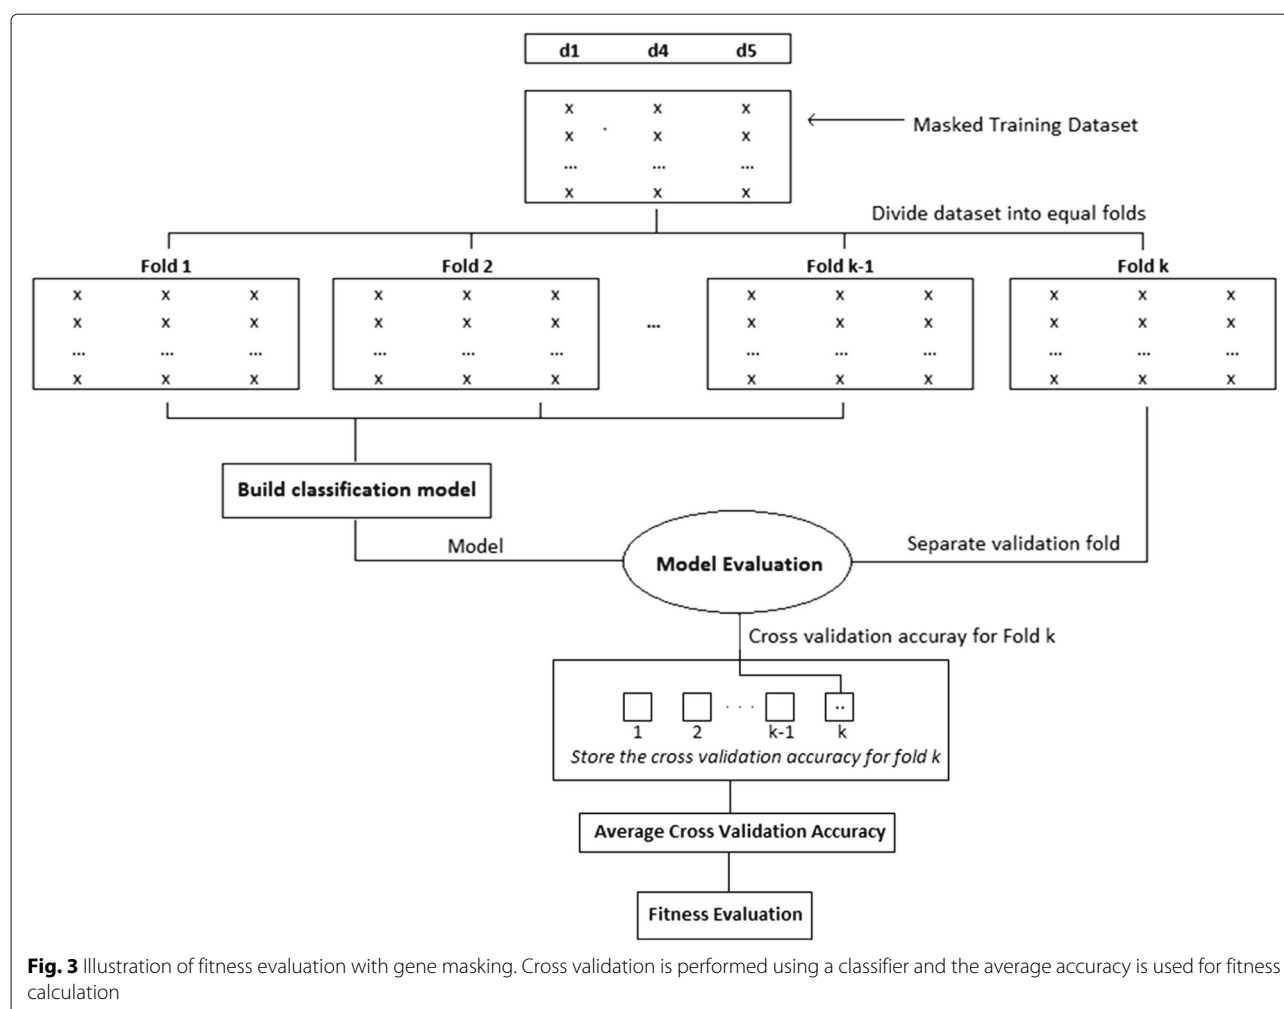 d1 d4 d5
x x x
x x x
... ... ...
x x x
Masked Training Dataset
Divide dataset into equal folds
Fold 1 Fold 2 Fold k-1 Fold k
x x x x x x x x x x x x
x x x x x x ... x x x x x x
... ... ... ... ... ... ... ... ... ... ... ...
x x x x x x x x x x x x
Build classification model
Model
Model Evaluation
Separate validation fold
Cross validation accuray for Fold k
. . . ..
1 2 k-1 k
Store the cross validation accuracy for fold k
Average Cross Validation Accuracy
Fitness Evaluation
Fig. 3 Illustration of fitness evaluation with gene masking. Cross validation is performed using a classifier and the average accuracy is used for fitness
calculation